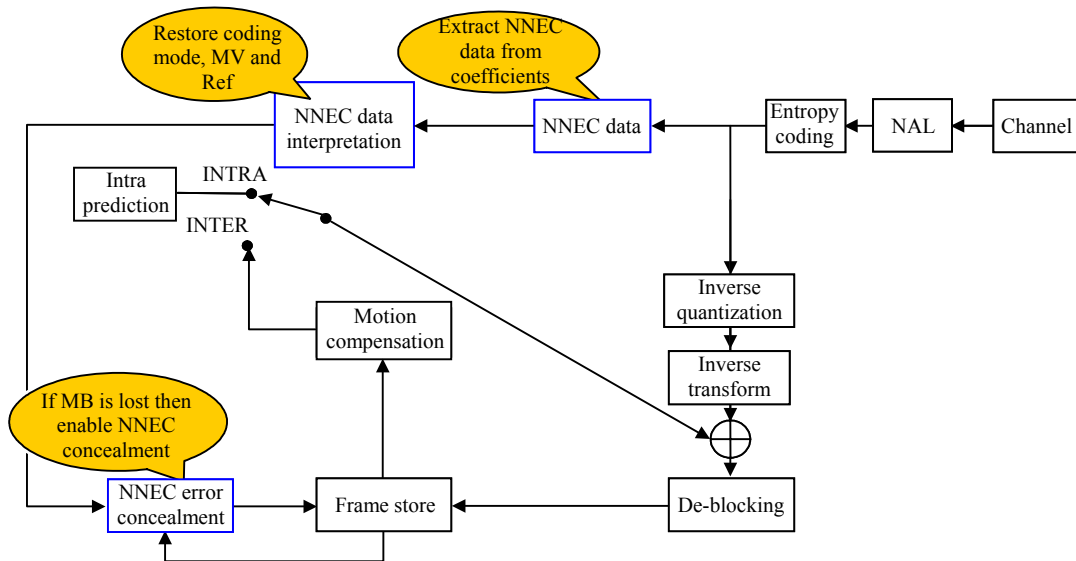 Restore coding
mode, MV and
Ref
Extract NNEC
data from
coefficients
NNEC data
interpretation
NNEC data
Entropy
coding
NAL
Channel
Intra
prediction
INTRA
INTER
Inverse
quantization
Motion
compensation
Inverse
transform
If MB is lost then
enable NNEC
concealment
NNEC error
concealment
Frame store
De-blocking